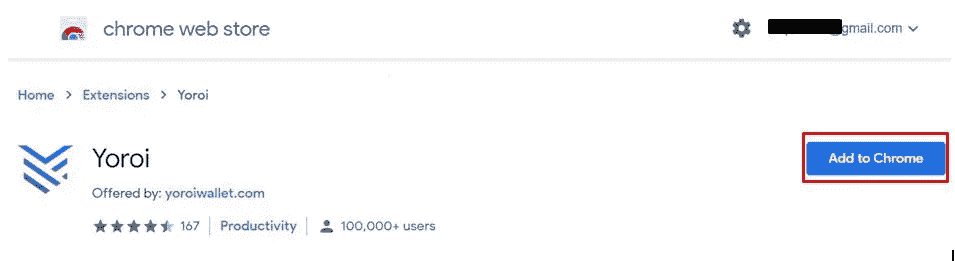 chrome web store
@gmail.com
Home > Extensions > Yoroi
Yoroi
Add to Chrome
Offered by: yoroiwallet.com
167 Productivity 100,000+ users